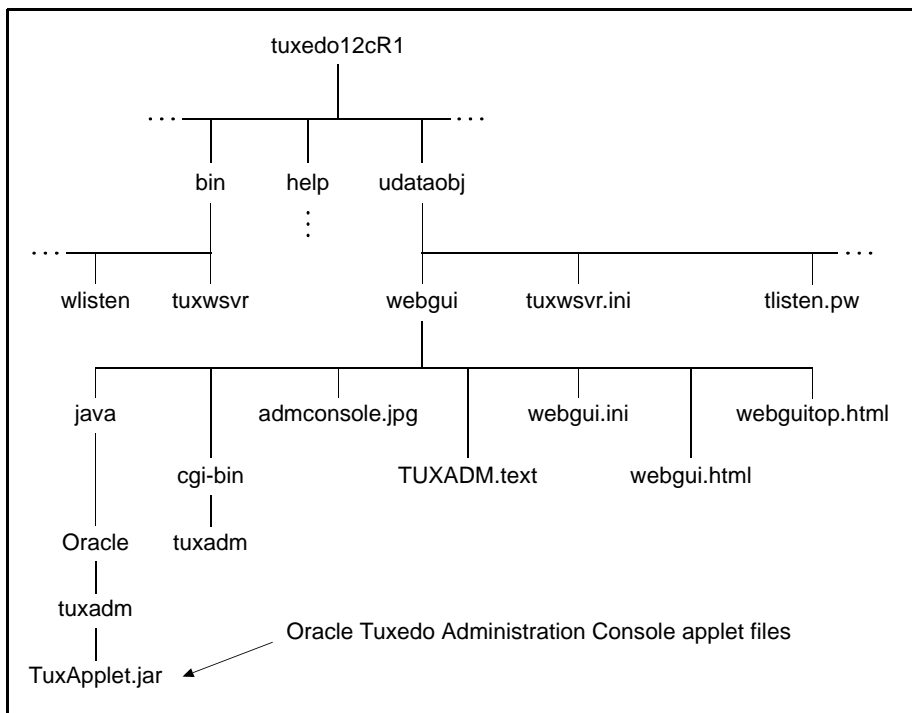 tuxedo12cR1
... ...
bin help udataobj
...
... ...
wlisten tuxwsvr webgui tuxwsvr.ini tlisten.pw
java admconsole.jpg webgui.ini webguitop.html
cgi-bin TUXADM.text webgui.html
Oracle tuxadm
tuxadm
Oracle Tuxedo Administration Console applet files
TuxApplet.jar